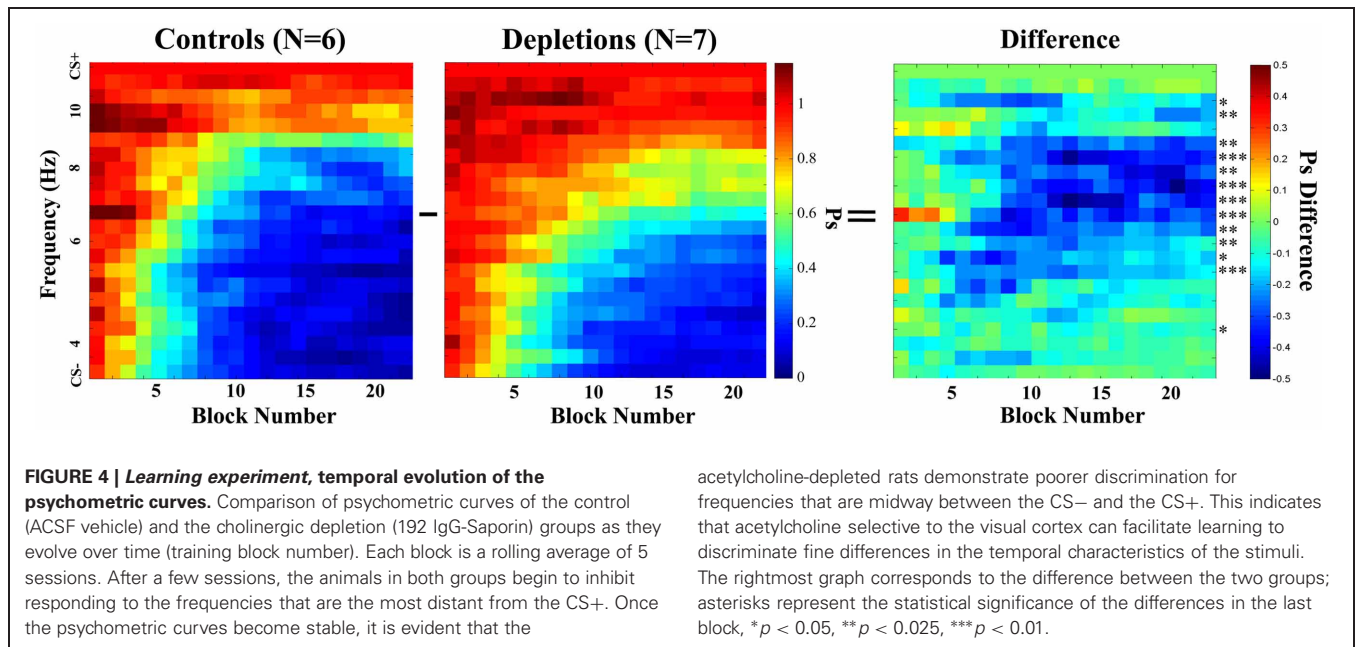 Controls (N=6)
Depletions (N=7)
Difference
CS+
10
8
6
4
CS-
Frequency (Hz)
5 10 15 20
Block Number
-
5 10 15 20
Block Number
1
0.8
0.6
0.4
0.2
0
Ps
=
5 10 15 20
Block Number
*
**
**
***
**
***
***
***
**
**
*
***
*
0.5
0.4
0.3
0.2
0.1
0
-0.1
-0.2
-0.3
-0.4
-0.5
Ps Difference
FIGURE 4 | Learning experiment, temporal evolution of the
psychometric curves. Comparison of psychometric curves of the control
(ACSF vehicle) and the cholinergic depletion (192 IgG-Saporin) groups as they
evolve over time (training block number). Each block is a rolling average of 5
sessions. After a few sessions, the animals in both groups begin to inhibit
responding to the frequencies that are the most distant from the CS+. Once
the psychometric curves become stable, it is evident that the
acetylcholine-depleted rats demonstrate poorer discrimination for
frequencies that are midway between the CS− and the CS+. This indicates
that acetylcholine selective to the visual cortex can facilitate learning to
discriminate fine differences in the temporal characteristics of the stimuli.
The rightmost graph corresponds to the difference between the two groups;
asterisks represent the statistical significance of the differences in the last
block, *p < 0.05, **p < 0.025, ***p < 0.01.